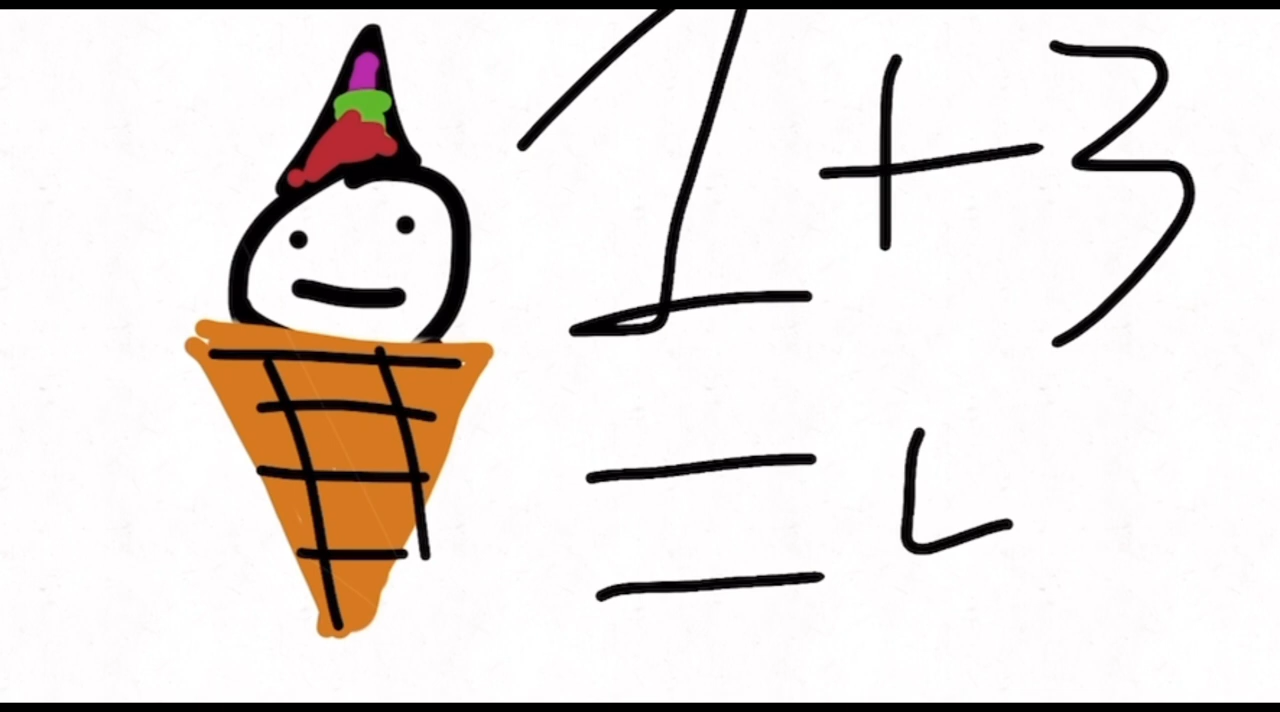 1+3
=